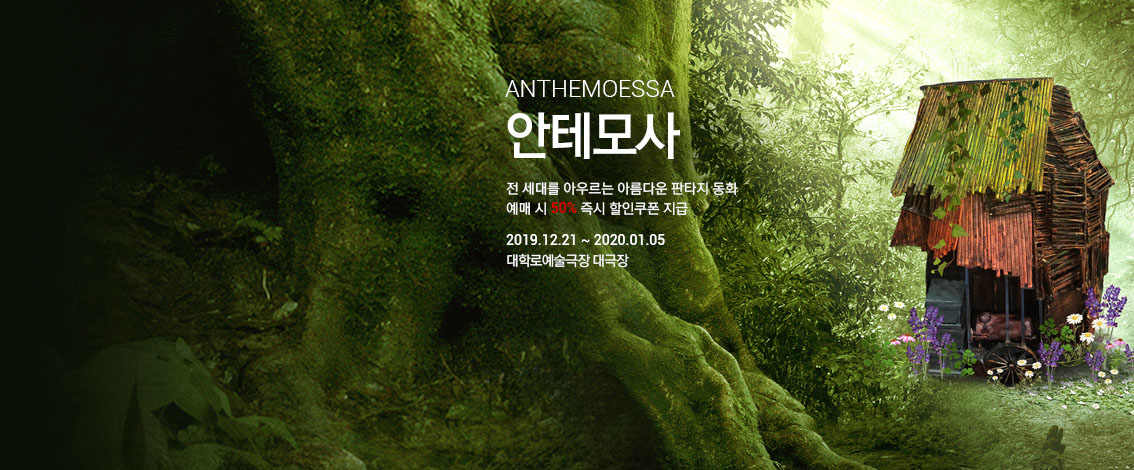 ANTHEMOESSA
안테모사
전 세대를 아우르는 아름다운 판타지 동화
예매 시 50% 즉시 할인쿠폰 지급
2019.12.21 ~ 2020.01.05
대학로예술극장 대극장